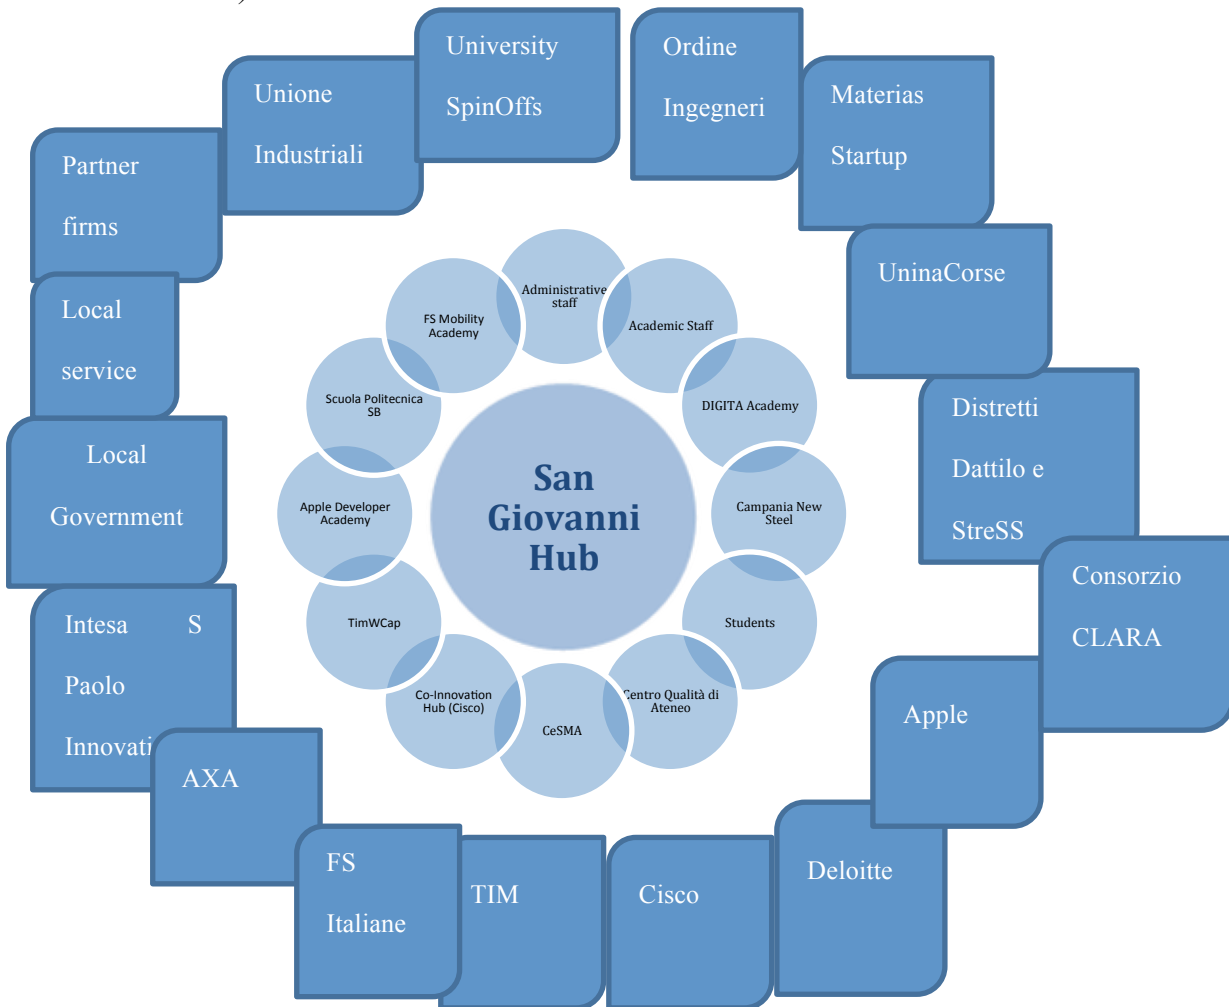 University
SpinOffs
Ordine
Ingegneri
Unione
Industriali
Materias
Startup
Partner
firms
UninaCorse
Local
service
Distretti
Dattilo e
StreSS
Local
Government
Consorzio
CLARA
Intesa S
Paolo
Innovati
Apple
AXA
Deloitte
FS
Italiane
TIM
Cisco
Administrative
staff
Academic Staff
DIGITA Academy
Campania New
Steel
Students
Centro Qualità di
Ateneo
CeSMA
Co-Innovation
Hub (Cisco)
TimWCap
Apple Developer
Academy
Scuola Politecnica
SB
FS Mobility
Academy
San
Giovanni
Hub